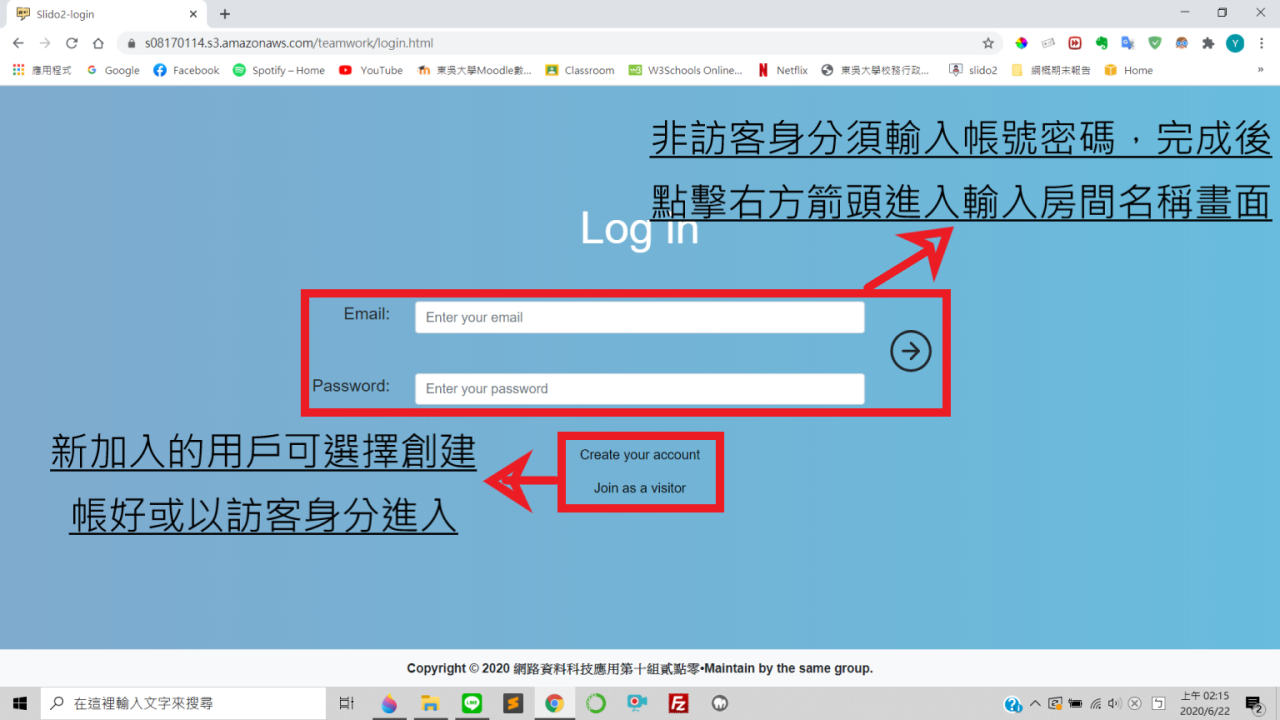 Slido2-login
s08170114.s3.amazonaws.com/teamwork/login.html
Y
應用程式 Google Facebook Spotify – Home YouTube 東吳大學Moodle數... Classroom W3Schools Online... Netflix 東吳大學校務行政... slido2 網概期末報告 Home »
非訪客身分須輸入帳號密碼，完成後
點擊右方箭頭進入輸入房間名稱畫面
Log in
Email: Enter your email
Password: Enter your password
新加入的用戶可選擇創建
帳好或以訪客身分進入
Create your account
Join as a visitor
Copyright © 2020 網路資料科技應用第十組貳點零•Maintain by the same group.
在這裡輸入文字來搜尋
上午 02:15
2020/6/22
2